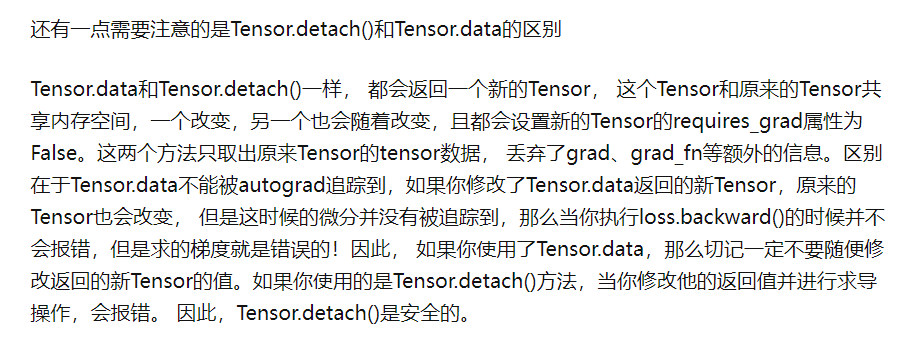 还有一点需要注意的是Tensor.detach()和Tensor.data的区别
Tensor.data和Tensor.detach()一样， 都会返回一个新的Tensor， 这个Tensor和原来的Tensor共
享内存空间，一个改变，另一个也会随着改变，且都会设置新的Tensor的requires_grad属性为
False。这两个方法只取出原来Tensor的tensor数据， 丢弃了grad、grad_fn等额外的信息。区别
在于Tensor.data不能被autograd追踪到，如果你修改了Tensor.data返回的新Tensor，原来的
Tensor也会改变， 但是这时候的微分并没有被追踪到，那么当你执行loss.backward()的时候并不
会报错，但是求的梯度就是错误的！因此， 如果你使用了Tensor.data，那么切记一定不要随便修
改返回的新Tensor的值。如果你使用的是Tensor.detach()方法，当你修改他的返回值并进行求导
操作，会报错。 因此，Tensor.detach()是安全的。